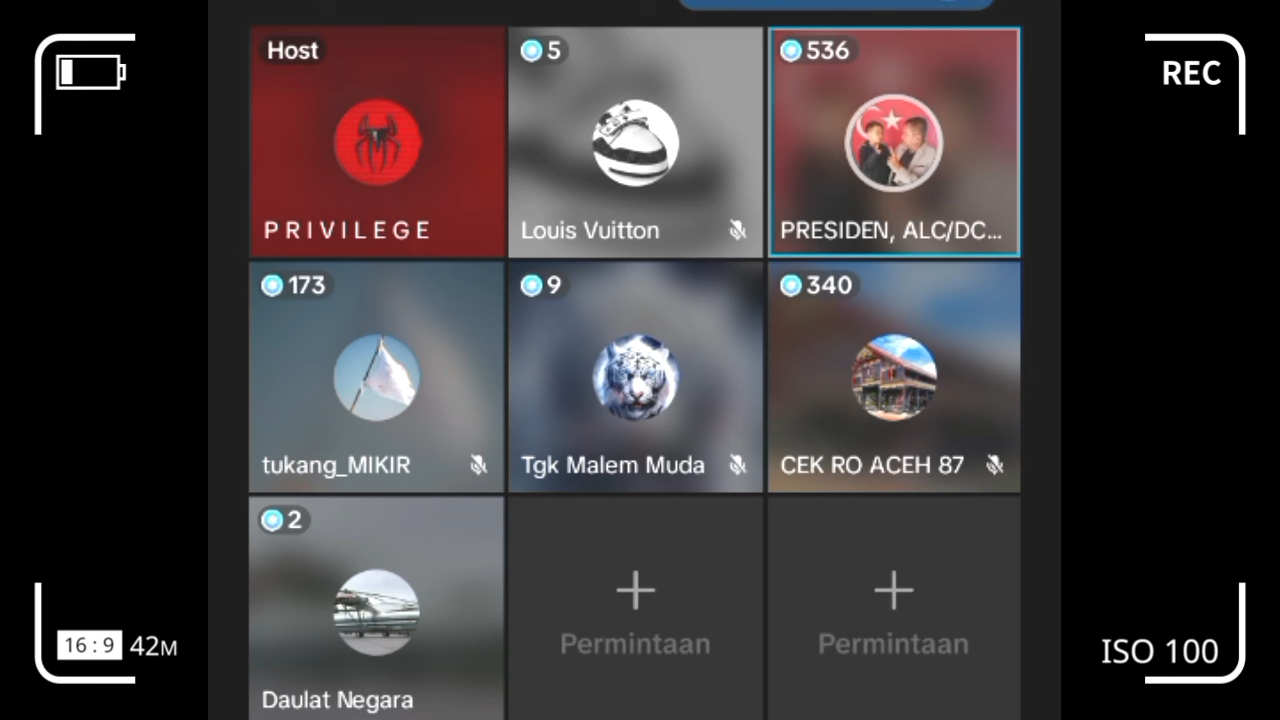 REC
Host
5
536
P R I V I L E G E
Louis Vuitton
PRESIDEN, ALC/DC...
173
9
340
tukang_MIKIR
Tgk Malem Muda
CEK RO ACEH 87
2
Permintaan
Permintaan
Daulat Negara
16:9 42M
ISO 100